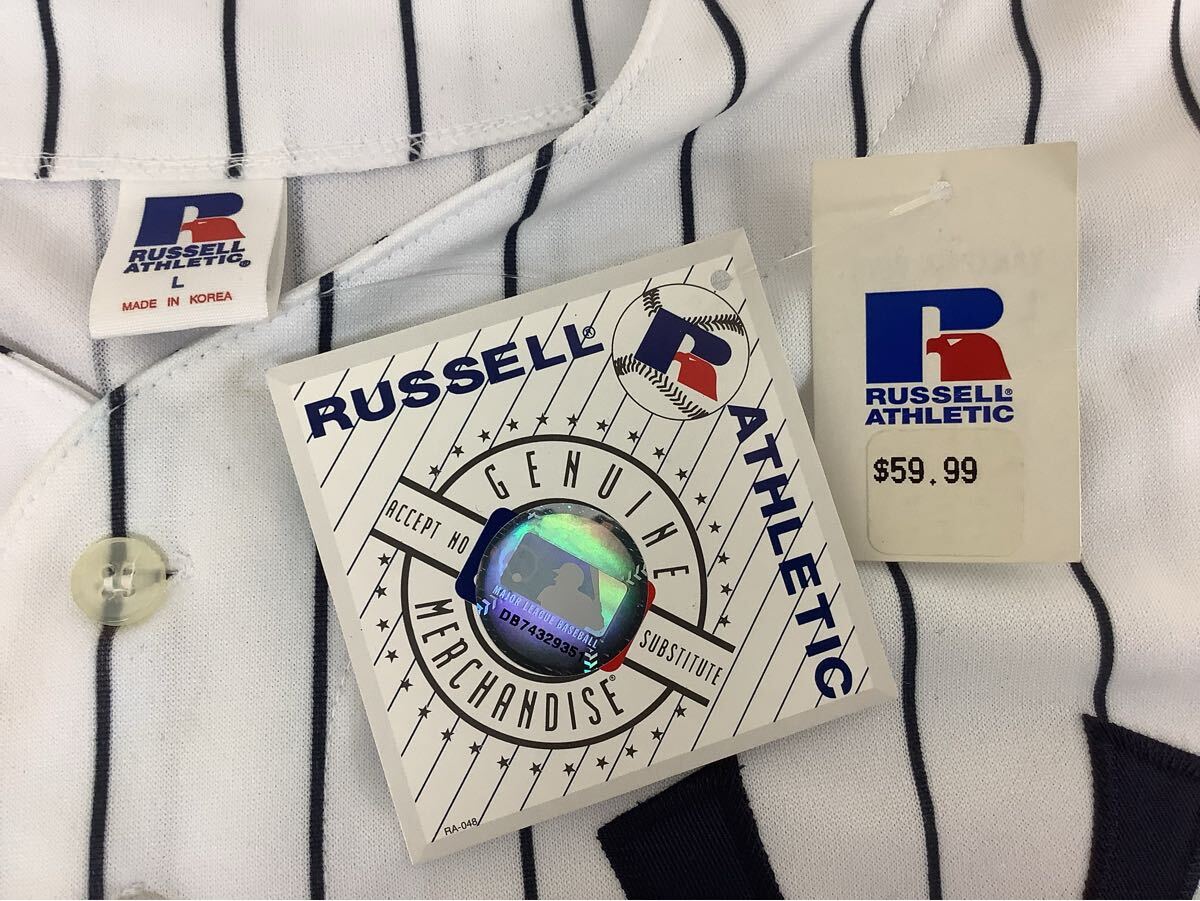 RUSSELL
ATHLETIC®
L
MADE IN KOREA
RUSSELL®
ATHLETIC
GENUINE
MERCHANDISE®
ACCEPT NO
SUBSTITUTE
MAJOR LEAGUE BASEBALL
RA-048
RUSSELL®
ATHLETIC
$59.99